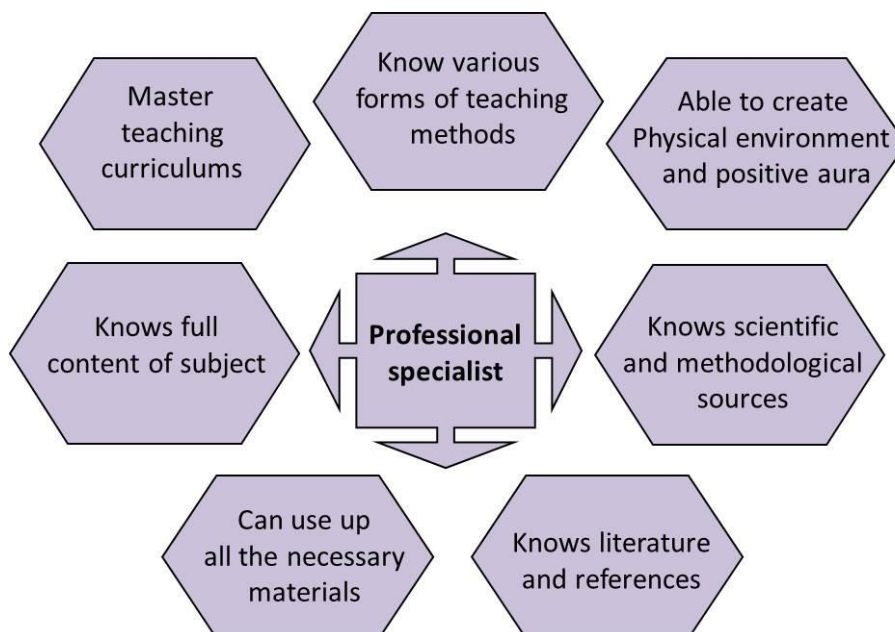 Know various
forms of teaching
methods
Master
teaching
curriculums
Able to create
Physical environment
and positive aura
Knows full
content of subject
Professional
specialist
Knows scientific
and methodological
sources
Can use up
all the necessary
materials
Knows literature
and references